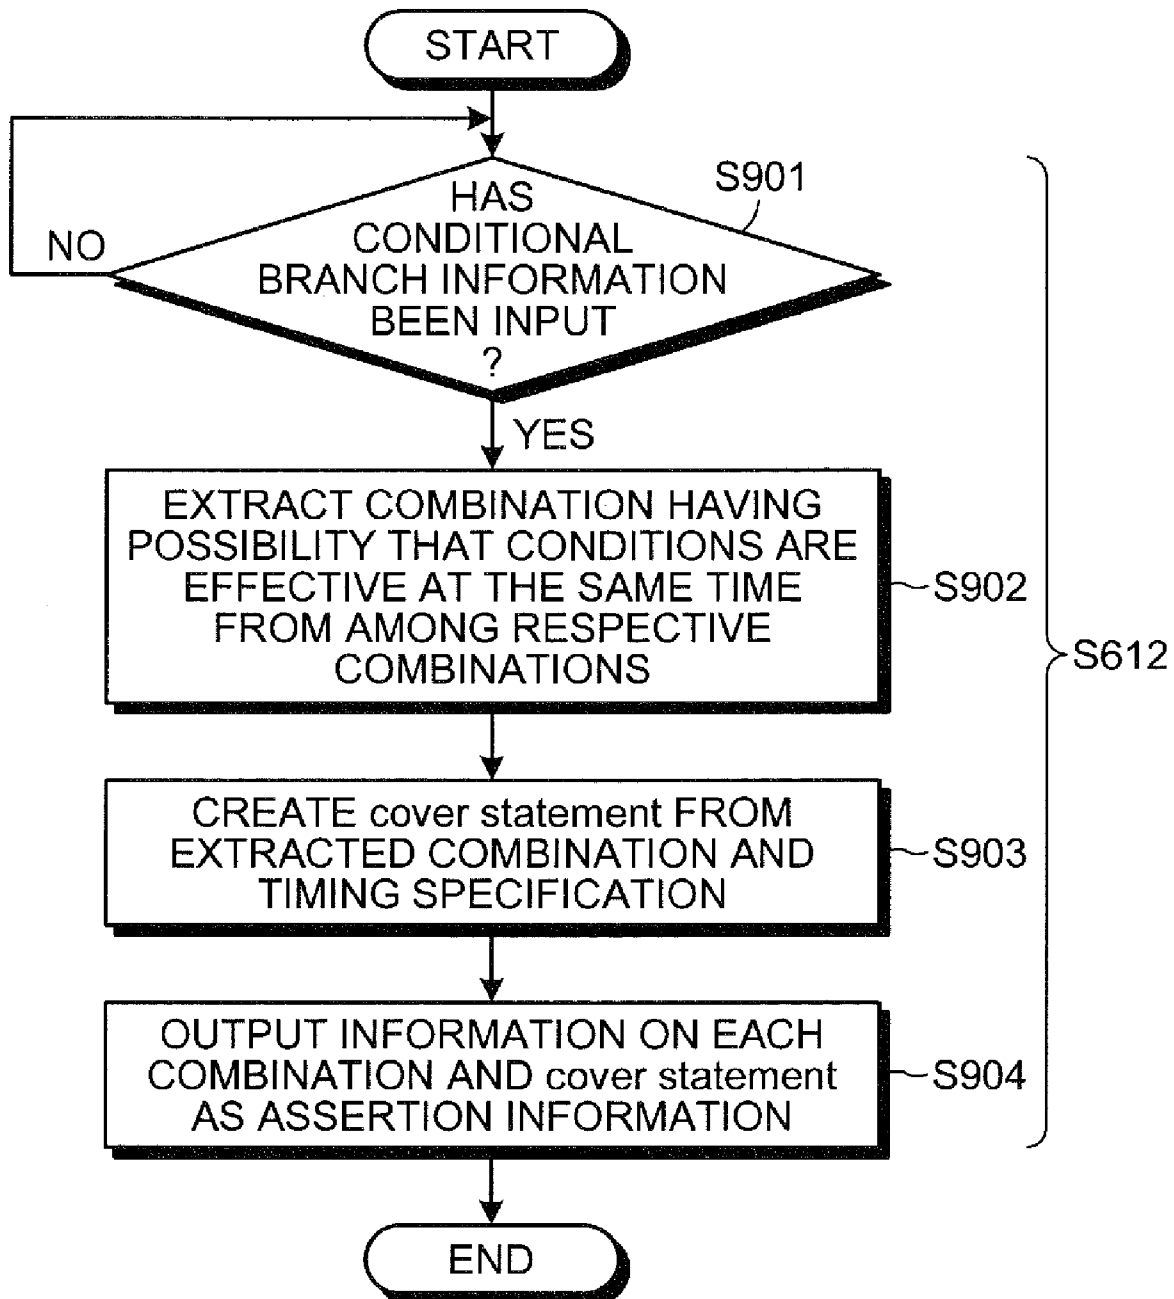 START
S901
HAS
CONDITIONAL
BRANCH INFORMATION
BEEN INPUT
?
NO
YES
EXTRACT COMBINATION HAVING
POSSIBILITY THAT CONDITIONS ARE
EFFECTIVE AT THE SAME TIME
FROM AMONG RESPECTIVE
COMBINATIONS
S902
S612
CREATE cover statement FROM
EXTRACTED COMBINATION AND
TIMING SPECIFICATION
S903
OUTPUT INFORMATION ON EACH
COMBINATION AND cover statement
AS ASSERTION INFORMATION
S904
END